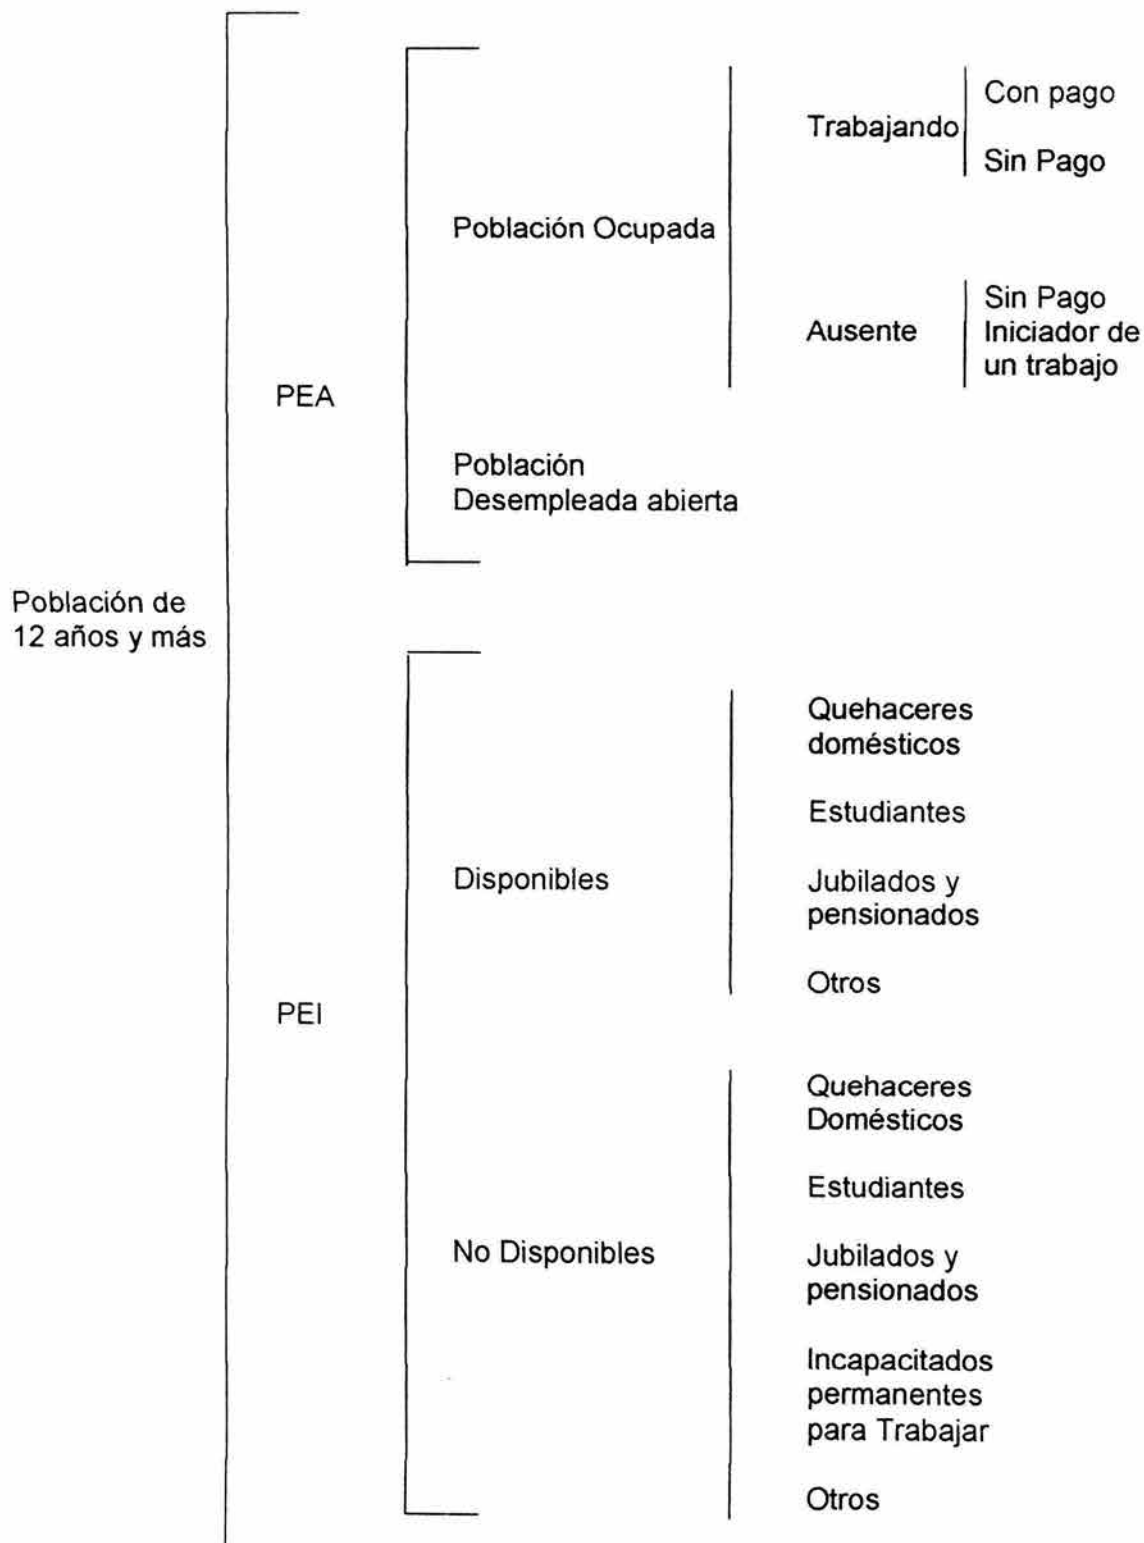 Con pago
Trabajando
Sin Pago
Población Ocupada
Sin Pago
Ausente
Iniciador de
un trabajo
PEA
Población
Desempleada abierta
Población de
12 años y más
Quehaceres
domésticos
Estudiantes
Disponibles
Jubilados y
pensionados
Otros
PEI
Quehaceres
Domésticos
Estudiantes
No Disponibles
Jubilados y
pensionados
Incapacitados
permanentes
para Trabajar
Otros